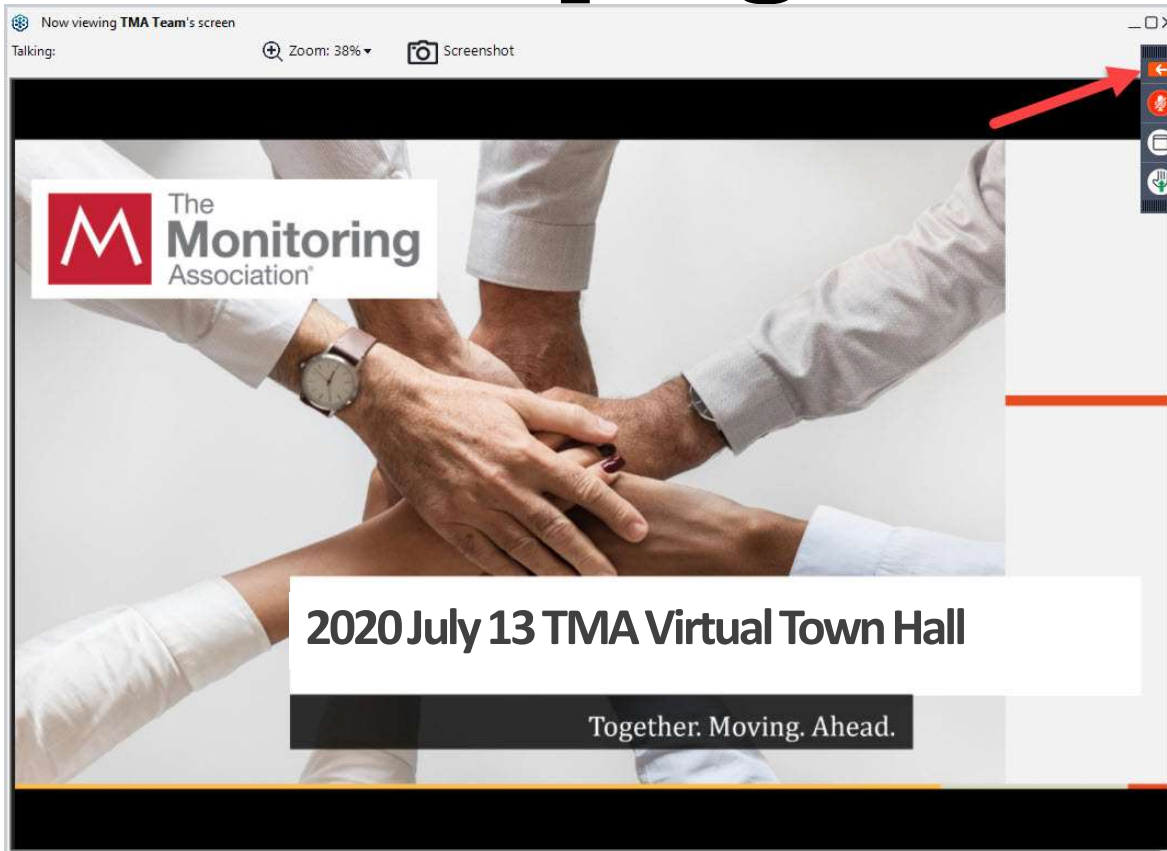 Now viewing TMA Team's screen
Talking:
Zoom: 38%
Screenshot
The
Monitoring
Association®
2020 July 13 TMA Virtual Town Hall
Together. Moving. Ahead.